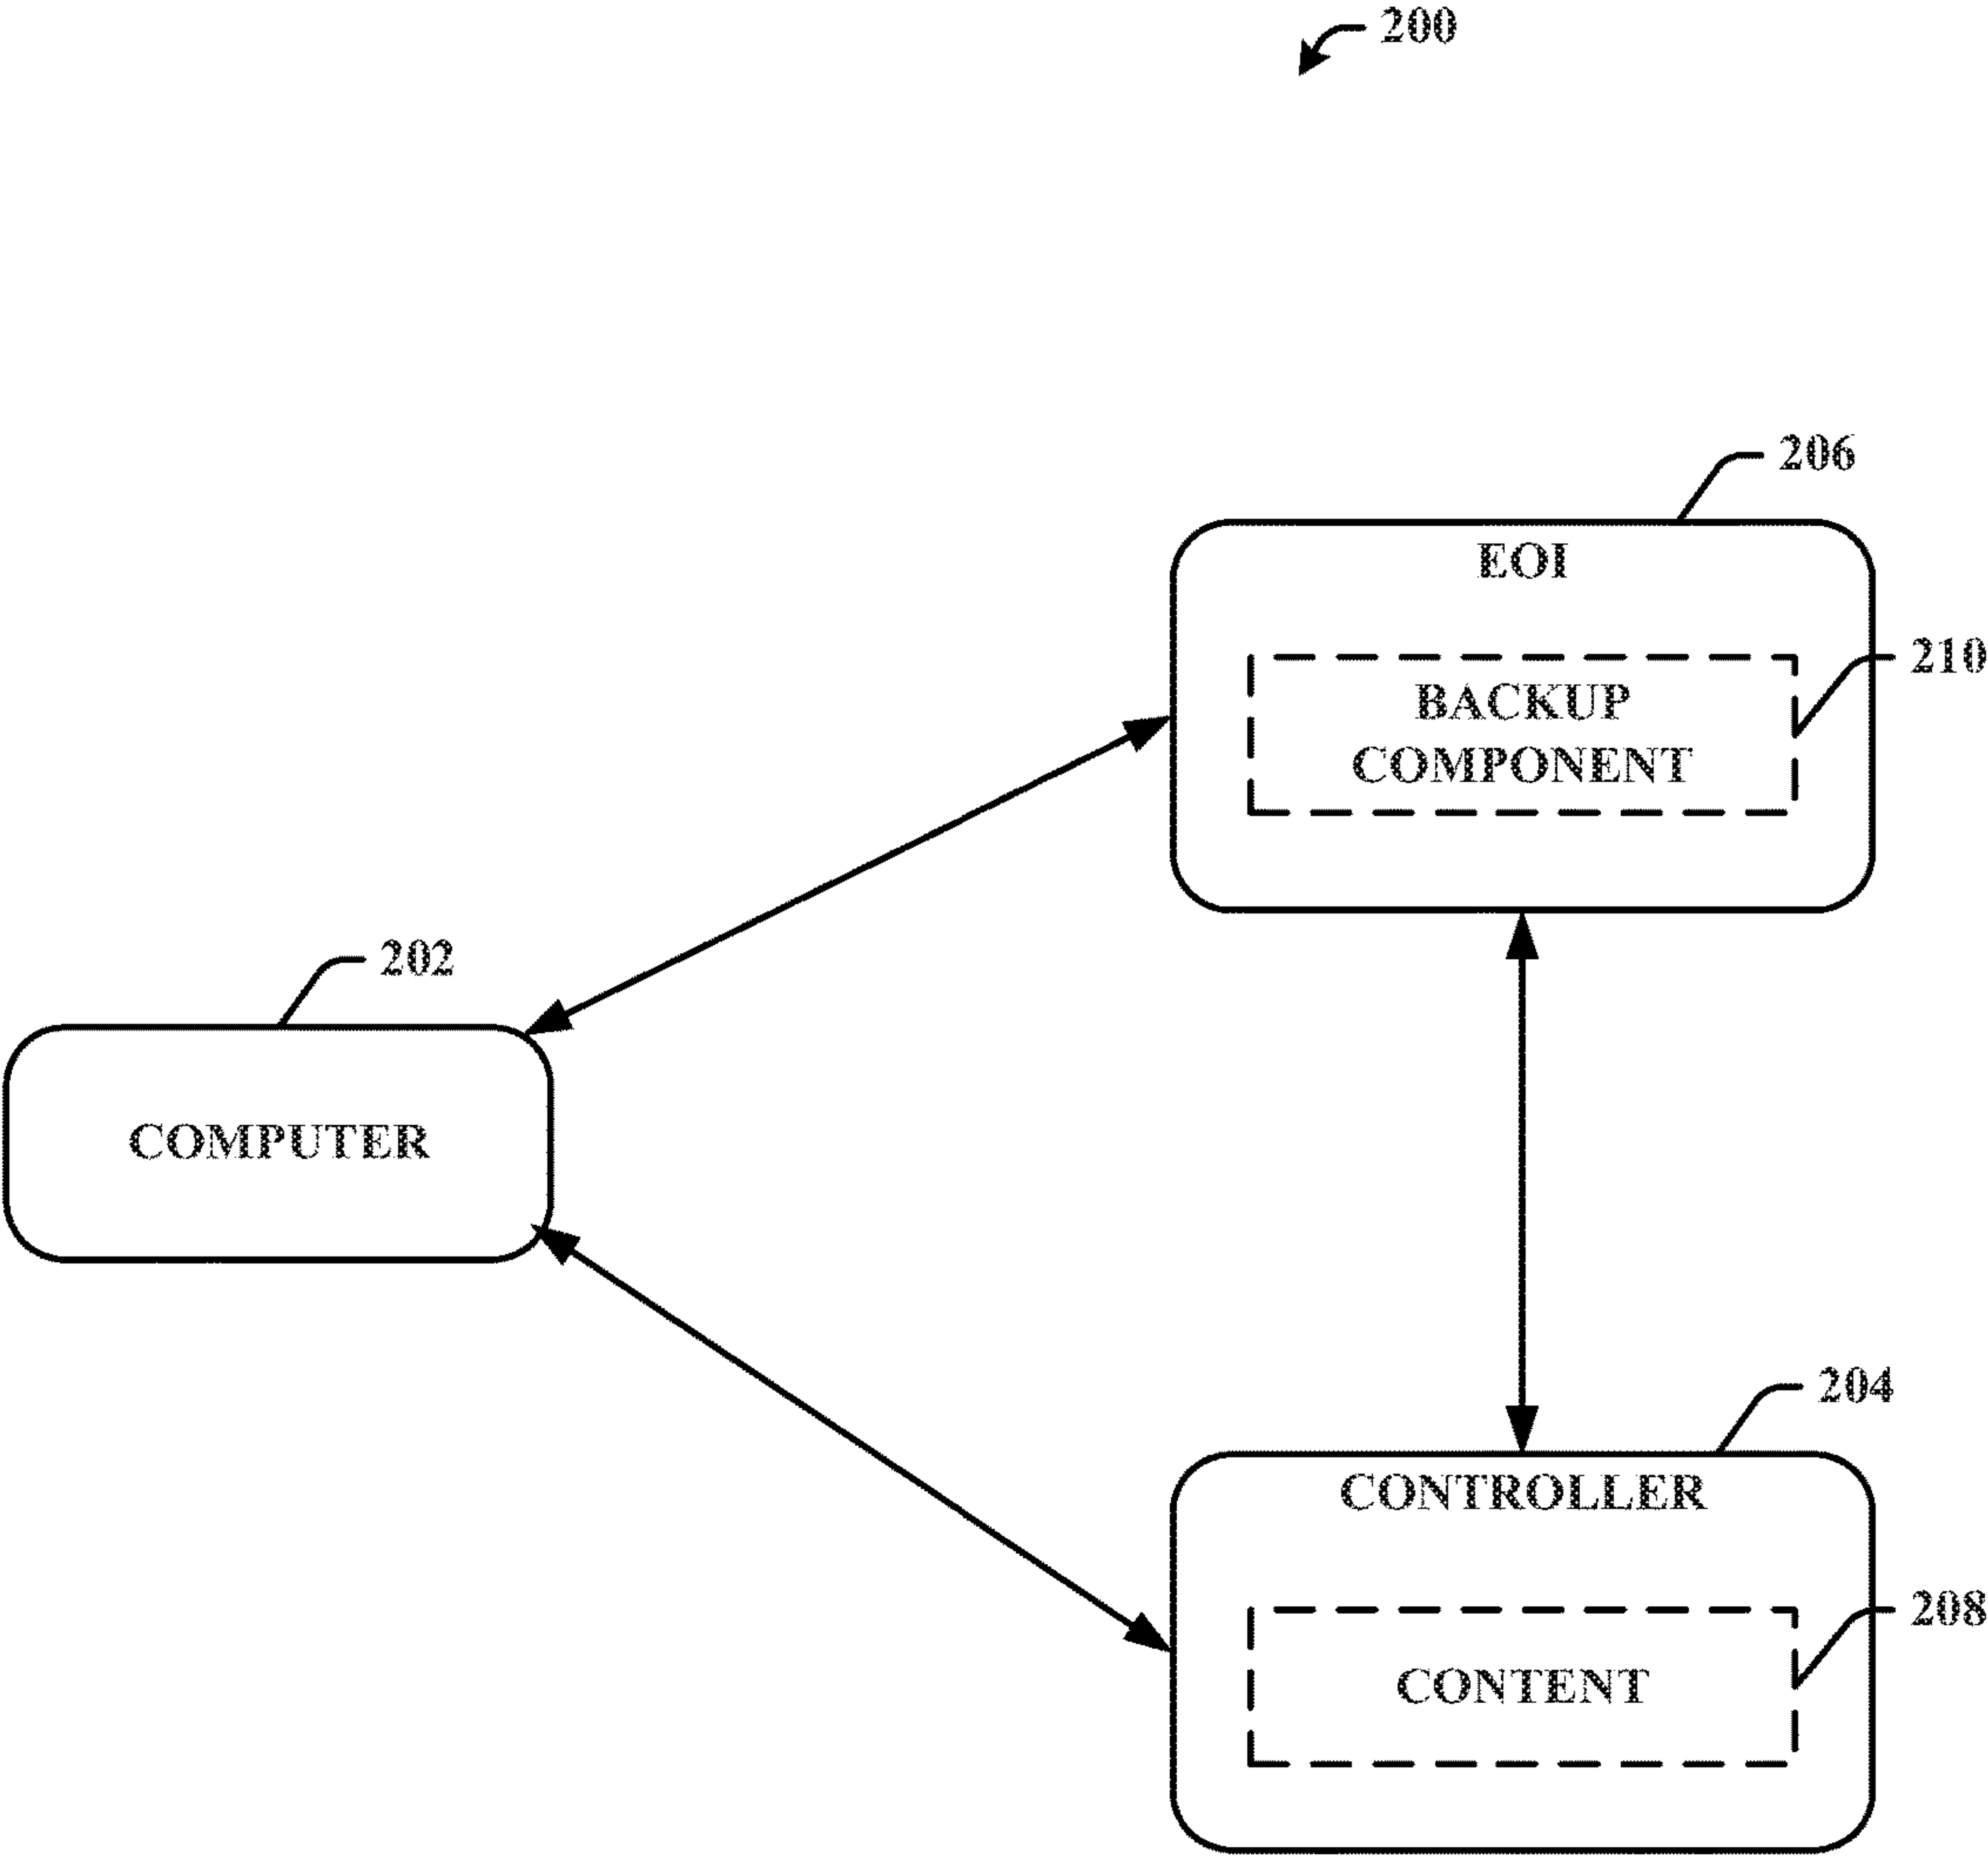 200
206
EOI
210
BACKUP
COMPONENT
202
COMPUTER
204
CONTROLLER
208
CONTENT